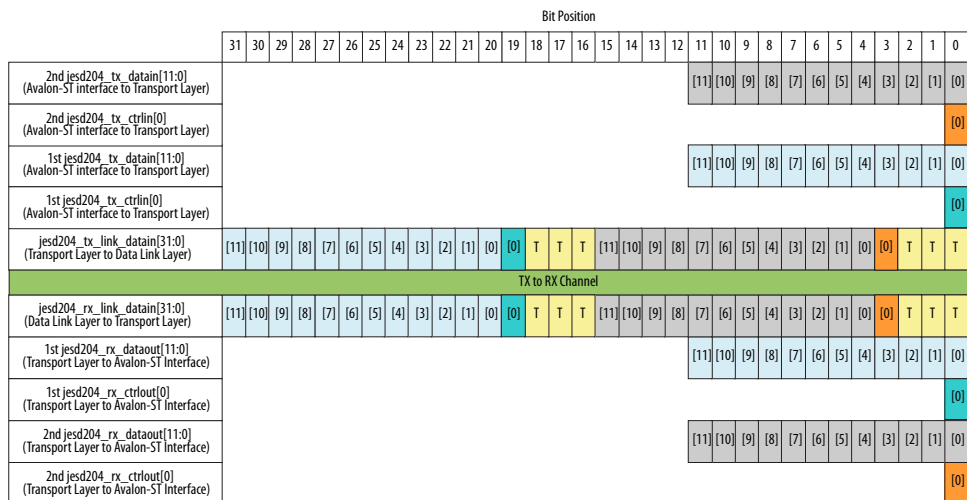 Bit Position
31 30 29 28 27 26 25 24 23 22 21 20 19 18 17 16 15 14 13 12 11 10 9 8 7 6 5 4 3 2 1 0
2nd jesd204_tx_datain[11:0]
(Avalon-ST interface to Transport Layer)
[11] [10] [9] [8] [7] [6] [5] [4] [3] [2] [1] [0]
2nd jesd204_tx_ctrlin[0]
(Avalon-ST interface to Transport Layer)
[0]
1st jesd204_tx_datain[11:0]
(Avalon-ST interface to Transport Layer)
[11] [10] [9] [8] [7] [6] [5] [4] [3] [2] [1] [0]
1st jesd204_tx_ctrlin[0]
(Avalon-ST interface to Transport Layer)
[0]
jesd204_tx_link_datain[31:0]
(Transport Layer to Data Link Layer)
[11] [10] [9] [8] [7] [6] [5] [4] [3] [2] [1] [0] [0] T T T [11] [10] [9] [8] [7] [6] [5] [4] [3] [2] [1] [0] [0] T T T
TX to RX Channel
jesd204_rx_link_datain[31:0]
(Data Link Layer to Transport Layer)
[11] [10] [9] [8] [7] [6] [5] [4] [3] [2] [1] [0] [0] T T T [11] [10] [9] [8] [7] [6] [5] [4] [3] [2] [1] [0] [0] T T T
1st jesd204_rx_dataout[11:0]
(Transport Layer to Avalon-ST Interface)
[11] [10] [9] [8] [7] [6] [5] [4] [3] [2] [1] [0]
1st jesd204_rx_ctrlout[0]
(Transport Layer to Avalon-ST Interface)
[0]
2nd jesd204_rx_dataout[11:0]
(Transport Layer to Avalon-ST Interface)
[11] [10] [9] [8] [7] [6] [5] [4] [3] [2] [1] [0]
2nd jesd204_rx_ctrlout[0]
(Transport Layer to Avalon-ST Interface)
[0]